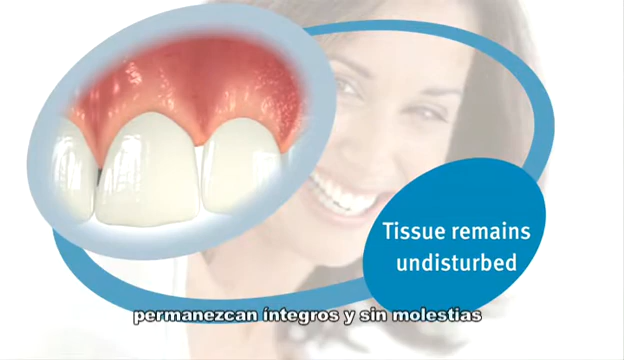 Tissue remains
undisturbed
permanezcan íntegros y sin molestias